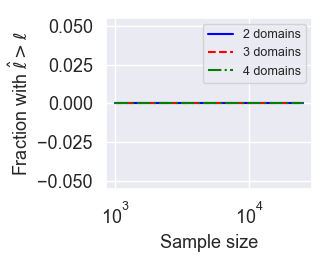 0.050
0.025
0.000
−0.025
−0.050
Fraction with ℓ̂ > ℓ
2 domains
3 domains
4 domains
10³
10⁴
Sample size